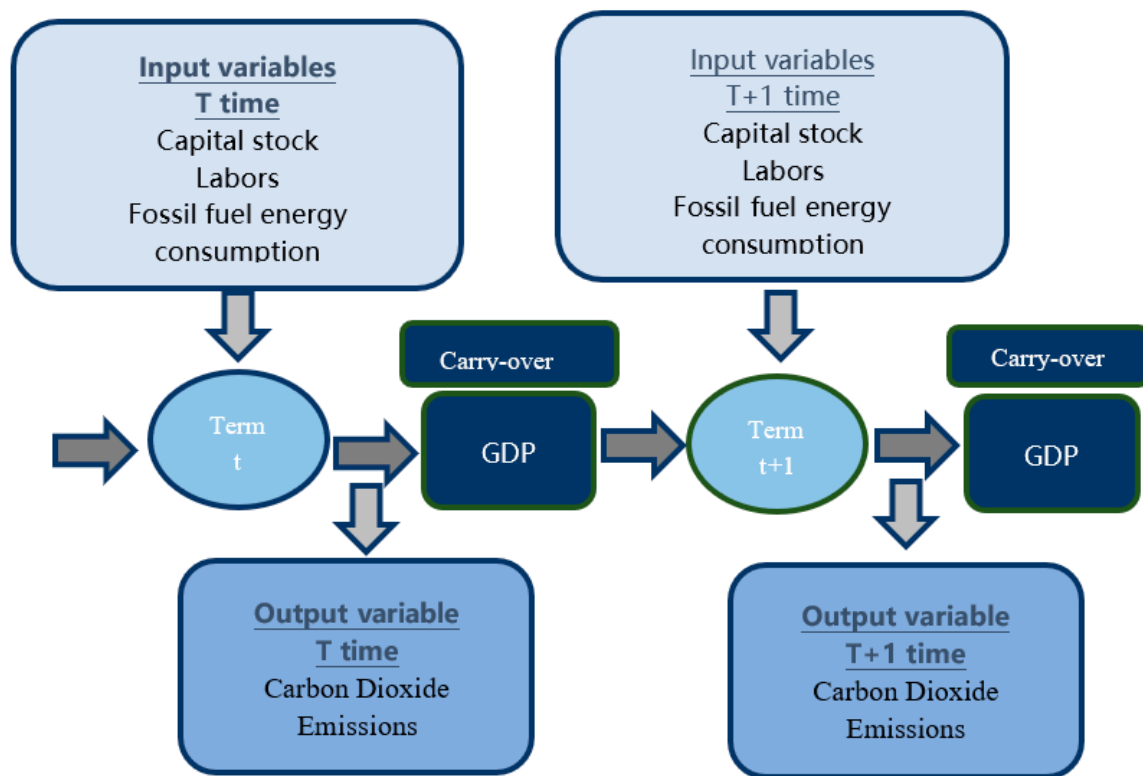 Input variables
T time
Capital stock
Labors
Fossil fuel energy
consumption
Input variables
T+1 time
Capital stock
Labors
Fossil fuel energy
consumption
Carry-over
Term
t
GDP
Carry-over
Term
t+1
GDP
Output variable
T time
Carbon Dioxide
Emissions
Output variable
T+1 time
Carbon Dioxide
Emissions